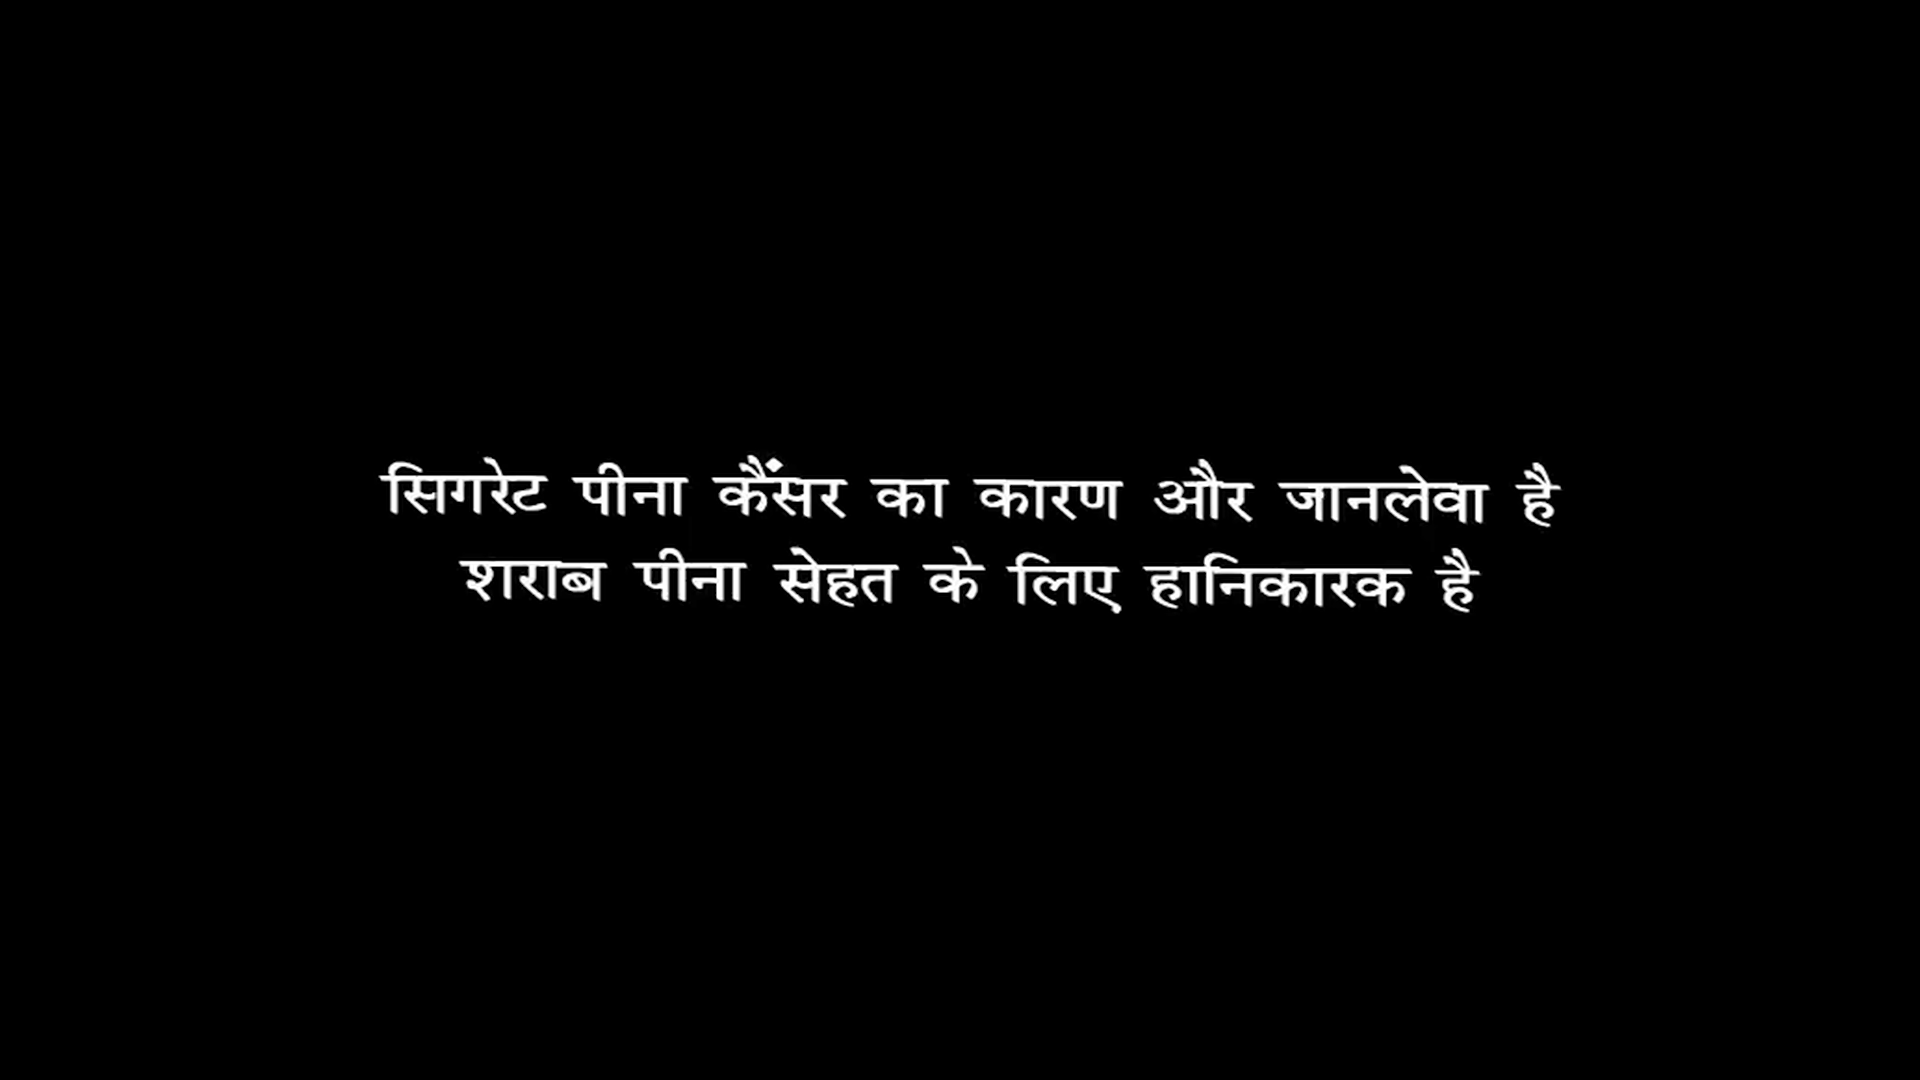 सिगरेट पीना कैंसर का कारण और जानलेवा है
शराब पीना सेहत के लिए हानिकारक है